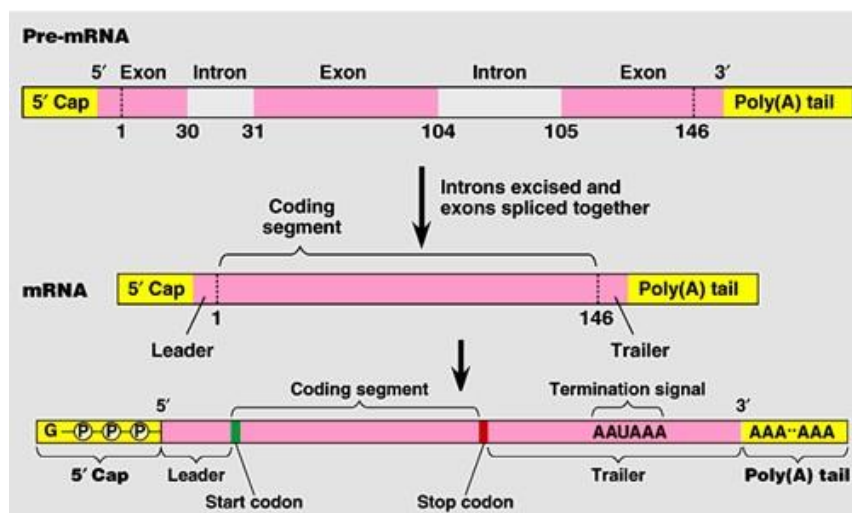 Pre-mRNA
5′ Exon Intron Exon Intron Exon 3′
5′ Cap Poly(A) tail
1 30 31 104 105 146
Introns excised and
exons spliced together
Coding
segment
mRNA 5′ Cap Poly(A) tail
1 146
Leader Trailer
Coding segment Termination signal
5′ 3′
G P P P AAUAAA AAA··AAA
5′ Cap Leader Trailer Poly(A) tail
Start codon Stop codon